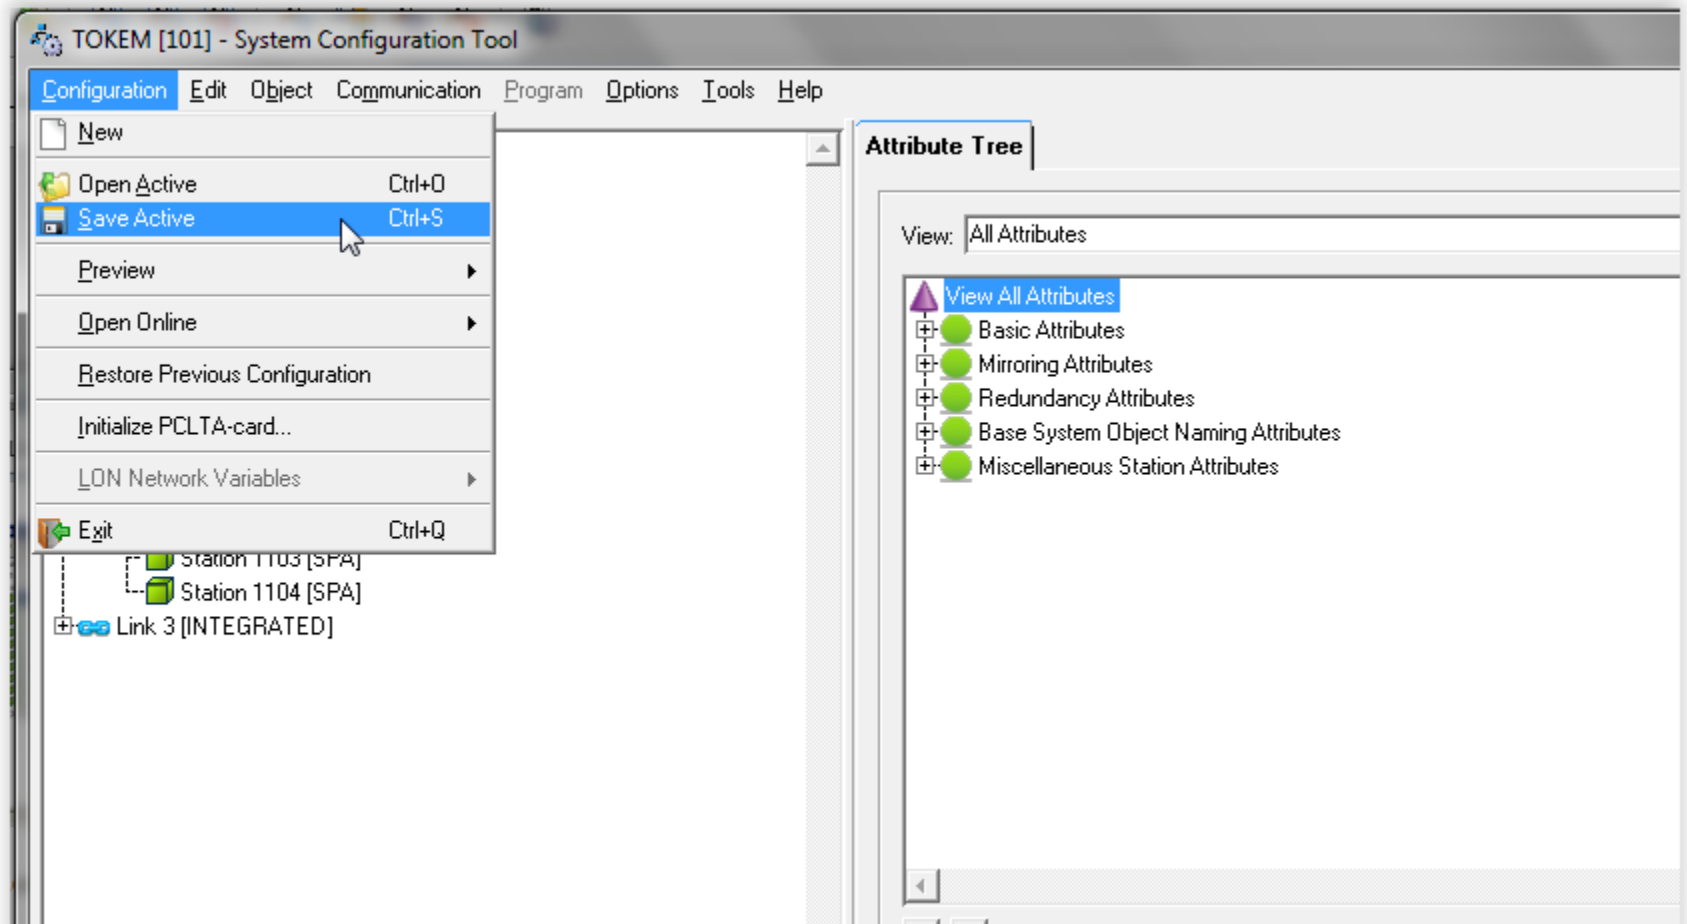 TOKEM [101] - System Configuration Tool
Configuration Edit Object Communication Program Options Tools Help
New
Open Active Ctrl+O
Save Active Ctrl+S
Preview
Open Online
Restore Previous Configuration
Initialize PCLTA-card...
LON Network Variables
Exit Ctrl+Q
Station 1103 [SPA]
Station 1104 [SPA]
Link 3 [INTEGRATED]
Attribute Tree
View: All Attributes
View All Attributes
Basic Attributes
Mirroring Attributes
Redundancy Attributes
Base System Object Naming Attributes
Miscellaneous Station Attributes